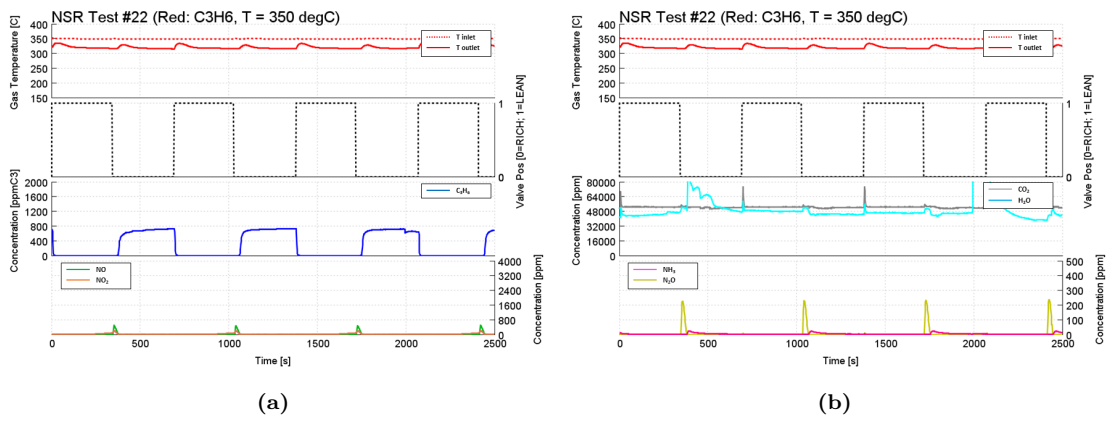 NSR Test #22 (Red: C3H6, T = 350 degC)
Gas Temperature [C]
400
350
300
250
200
150
T inlet
T outlet
1
0
Valve Pos [0=RICH; 1=LEAN]
Concentration [ppmC3]
2000
1600
1200
800
400
0
C₃H₆
NO
NO₂
4000
3200
2400
1600
800
0
Concentration [ppm]
0
500
1000
1500
2000
2500
Time [s]
(a)
NSR Test #22 (Red: C3H6, T = 350 degC)
Gas Temperature [C]
400
350
300
250
200
150
T inlet
T outlet
1
0
Valve Pos [0=RICH; 1=LEAN]
Concentration [ppm]
80000
64000
48000
32000
16000
0
CO₂
H₂O
NH₃
N₂O
500
400
300
200
100
0
Concentration [ppm]
0
500
1000
1500
2000
2500
Time [s]
(b)